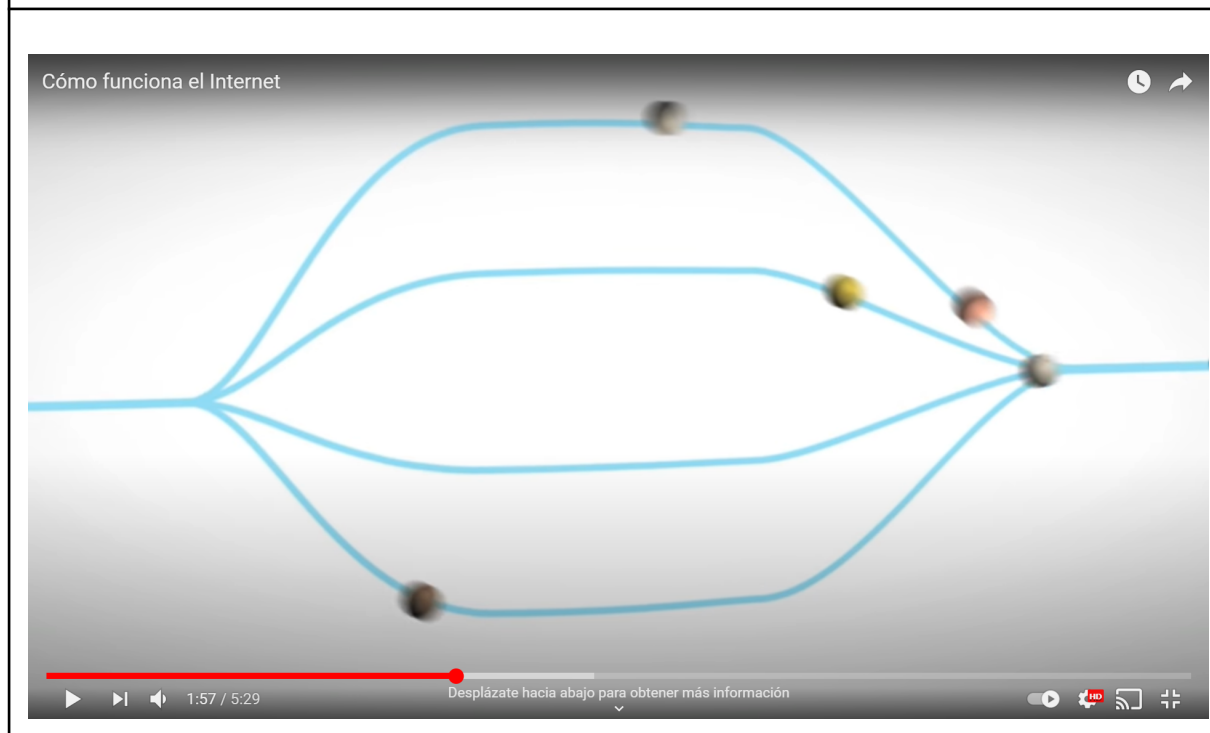 Cómo funciona el Internet
Desplázate hacia abajo para obtener más información
1:57 / 5:29
HD